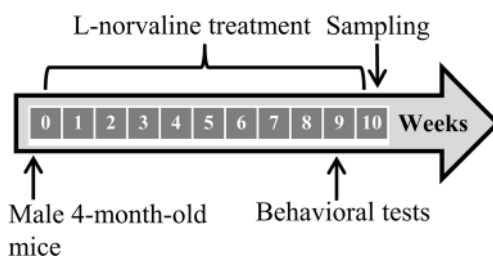 L-norvaline treatment Sampling
0 1 2 3 4 5 6 7 8 9 10 Weeks
Male 4-month-old
mice
Behavioral tests